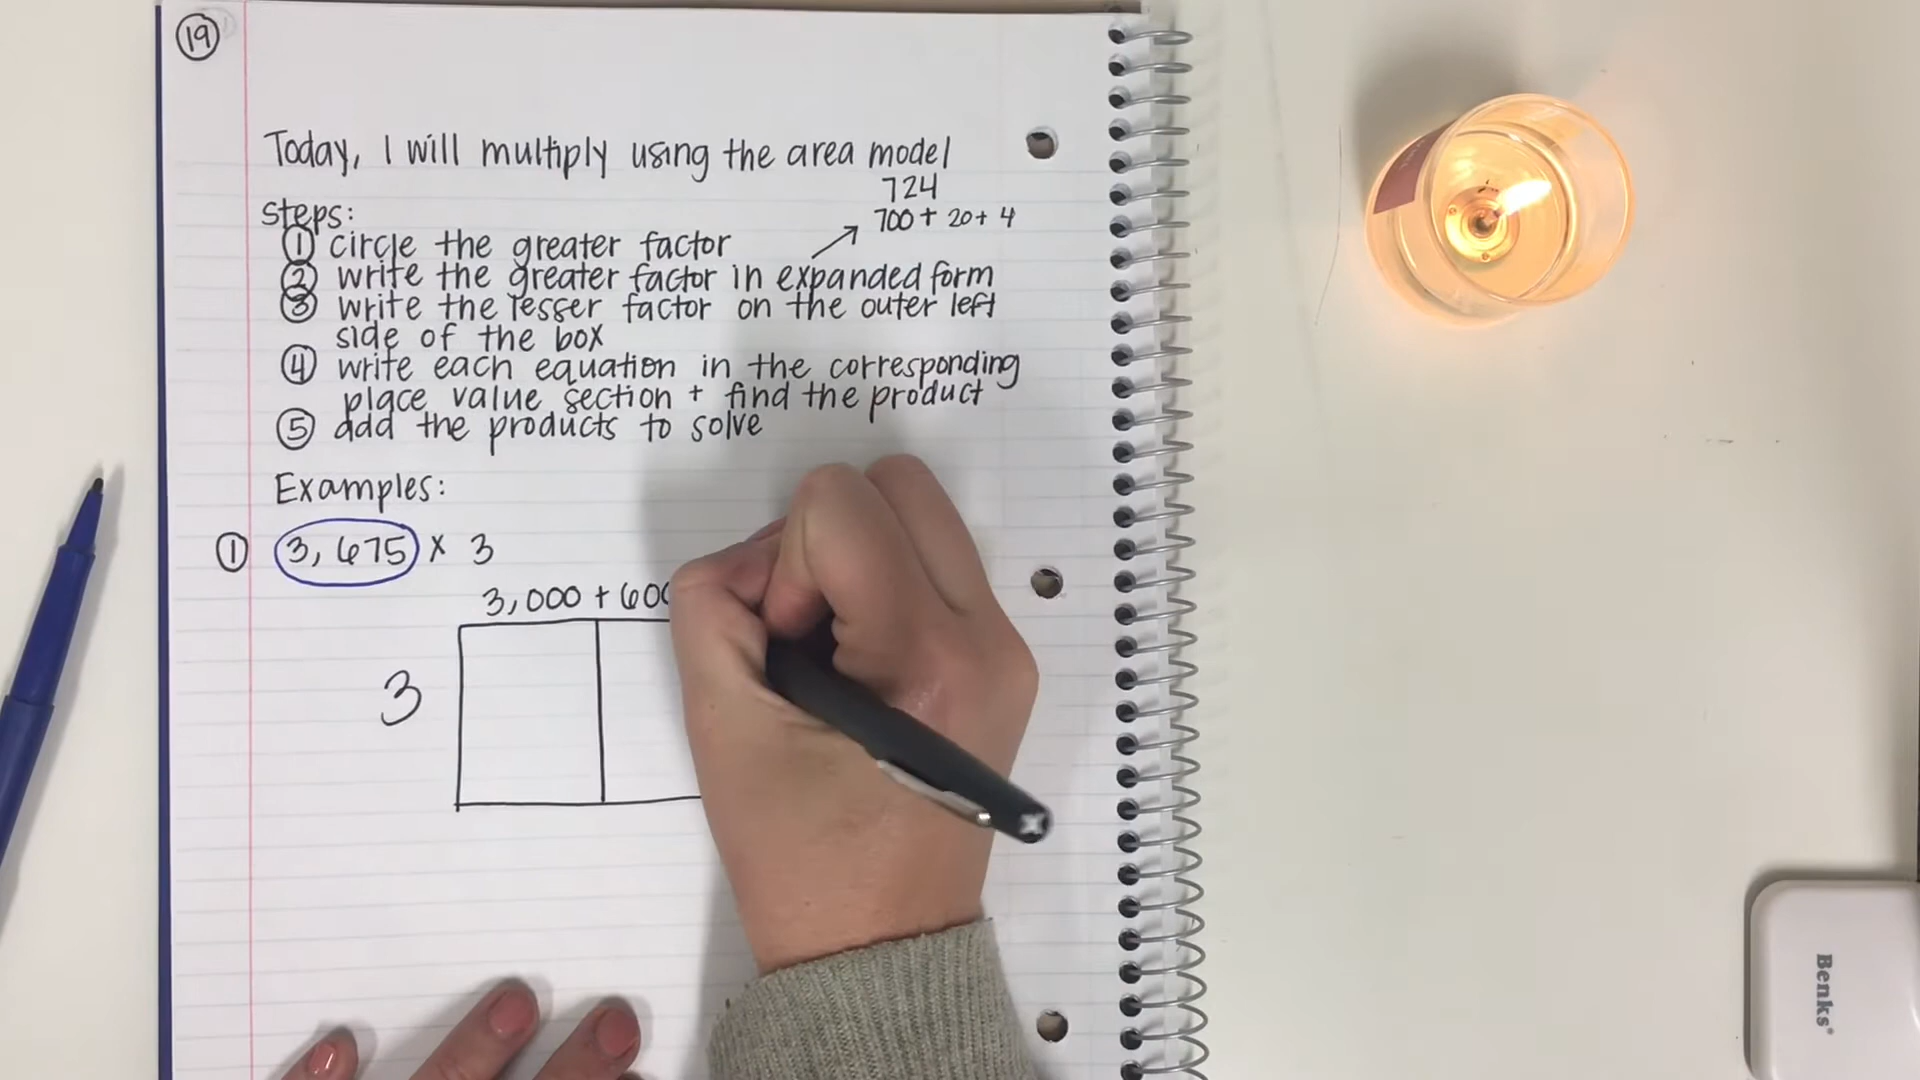 19
Today, I will multiply using the area model
724
700 + 20 + 4
steps:
① circle the greater factor
② write the greater factor in expanded form
③ write the lesser factor on the outer left
side of the box
④ write each equation in the corresponding
place value section + find the product
⑤ add the products to solve
Examples:
① 3,675 x 3
3,000 + 600
3
Benks